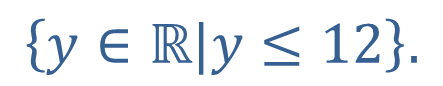 {y ∈ ℝ|y ≤ 12}.